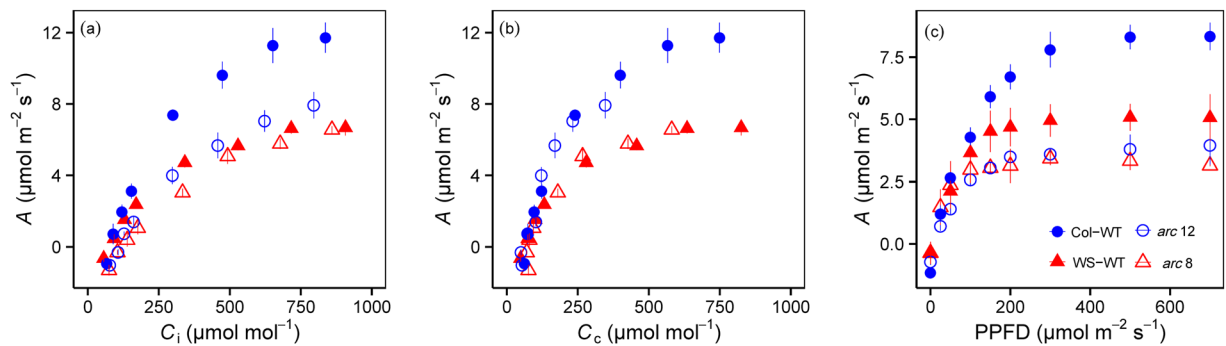 (a)
12
8
4
0
A (μmol m⁻² s⁻¹)
0 250 500 750 1000
Cᵢ (μmol mol⁻¹)
(b)
12
8
4
0
A (μmol m⁻² s⁻¹)
0 250 500 750 1000
C_c (μmol mol⁻¹)
(c)
7.5
5.0
2.5
0.0
A (μmol m⁻² s⁻¹)
Col−WT arc 12
WS−WT arc 8
0 200 400 600
PPFD (μmol m⁻² s⁻¹)